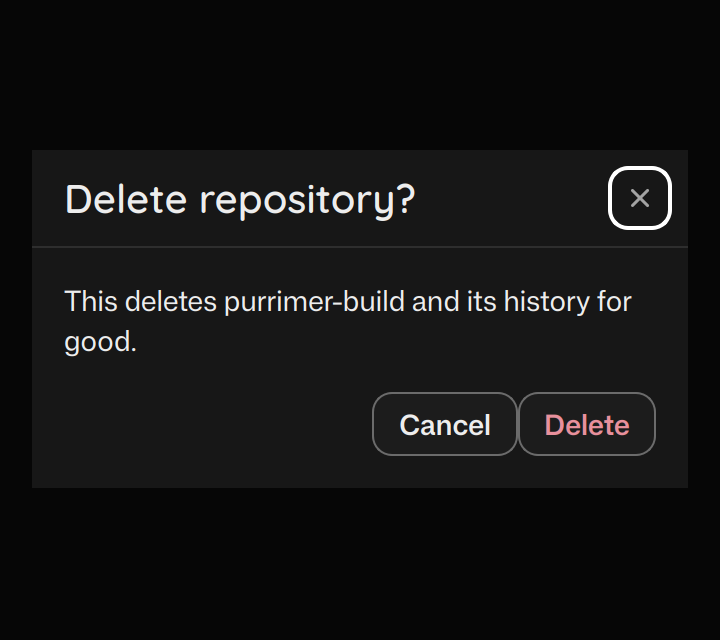 Delete repository?
This deletes purrimer-build and its history for
good.
Cancel
Delete